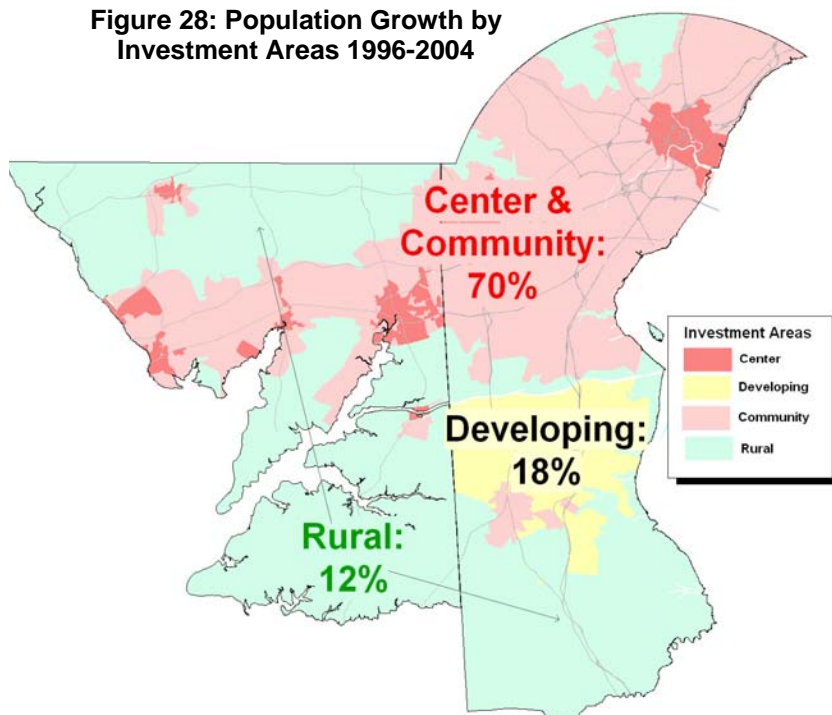 Figure 28: Population Growth by
Investment Areas 1996-2004
Center &
Community:
70%
Investment Areas
Center
Developing
Community
Rural
Developing:
18%
Rural:
12%